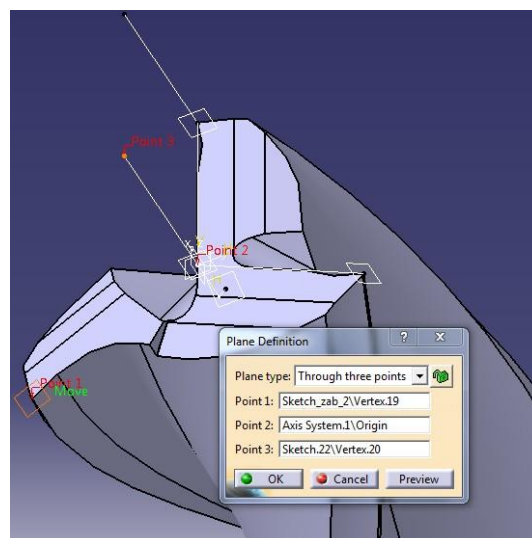 Point 3
Point 2
Point 1
Move
Plane Definition
? X
Plane type: Through three points
Point 1: Sketch_zab_2\Vertex.19
Point 2: Axis System.1\Origin
Point 3: Sketch.22\Vertex.20
OK Cancel Preview